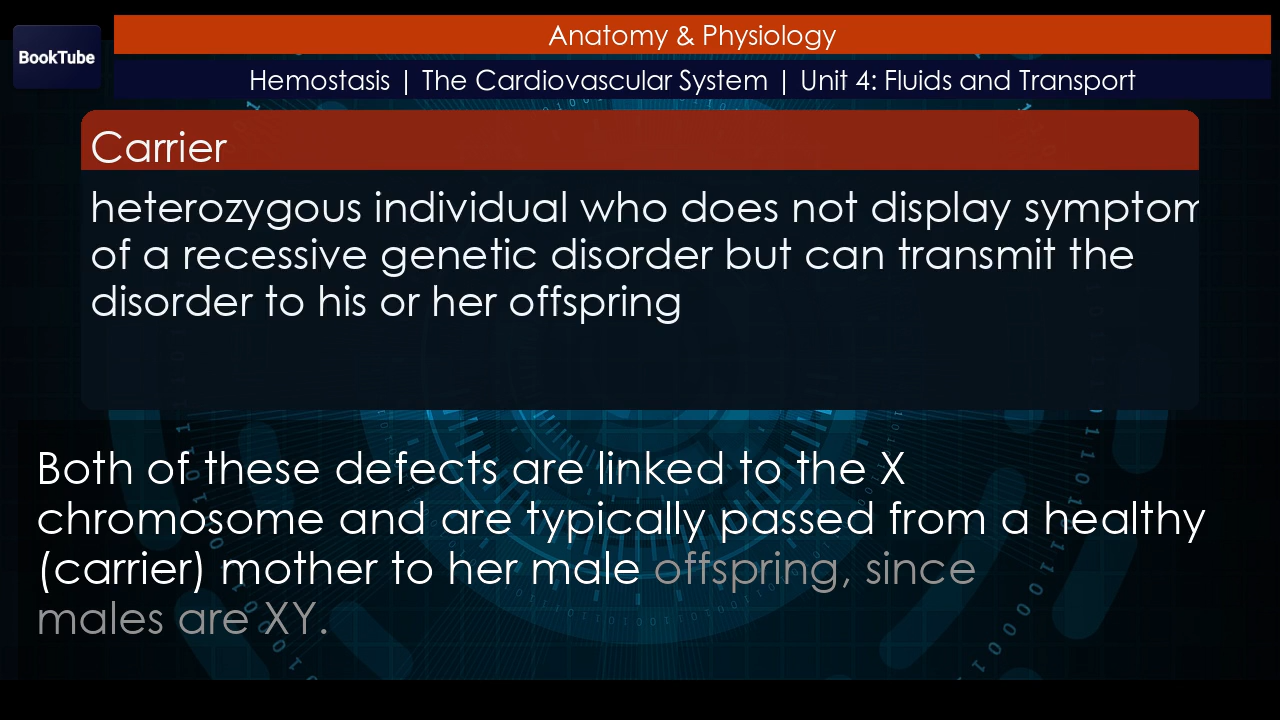 BookTube
Anatomy & Physiology
Hemostasis | The Cardiovascular System | Unit 4: Fluids and Transport
Carrier
heterozygous individual who does not display symptom
of a recessive genetic disorder but can transmit the
disorder to his or her offspring
Both of these defects are linked to the X
chromosome and are typically passed from a healthy
(carrier) mother to her male offspring, since
males are XY.